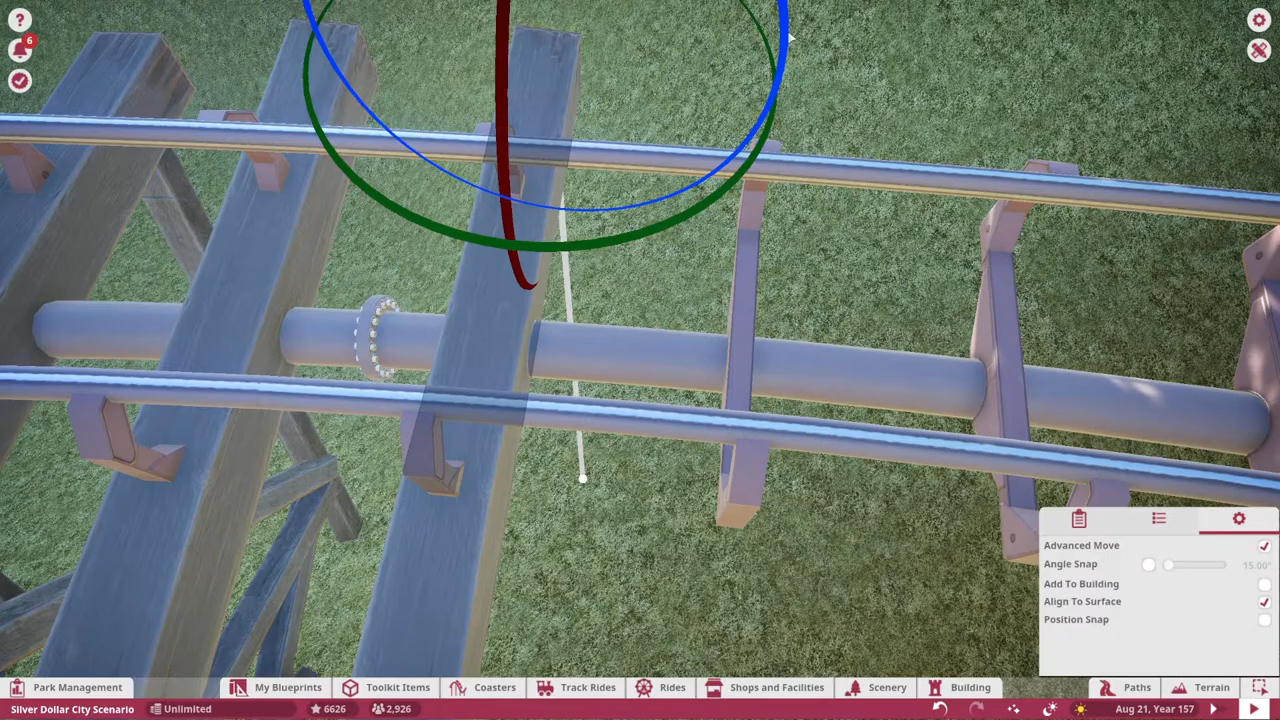 ?
6
Advanced Move
Angle Snap 15.00°
Add To Building
Align To Surface
Position Snap
Park Management My Blueprints Toolkit Items Coasters Track Rides Rides Shops and Facilities Scenery Building Paths Terrain
Silver Dollar City Scenario Unlimited 6626 2,926 Aug 21, Year 157